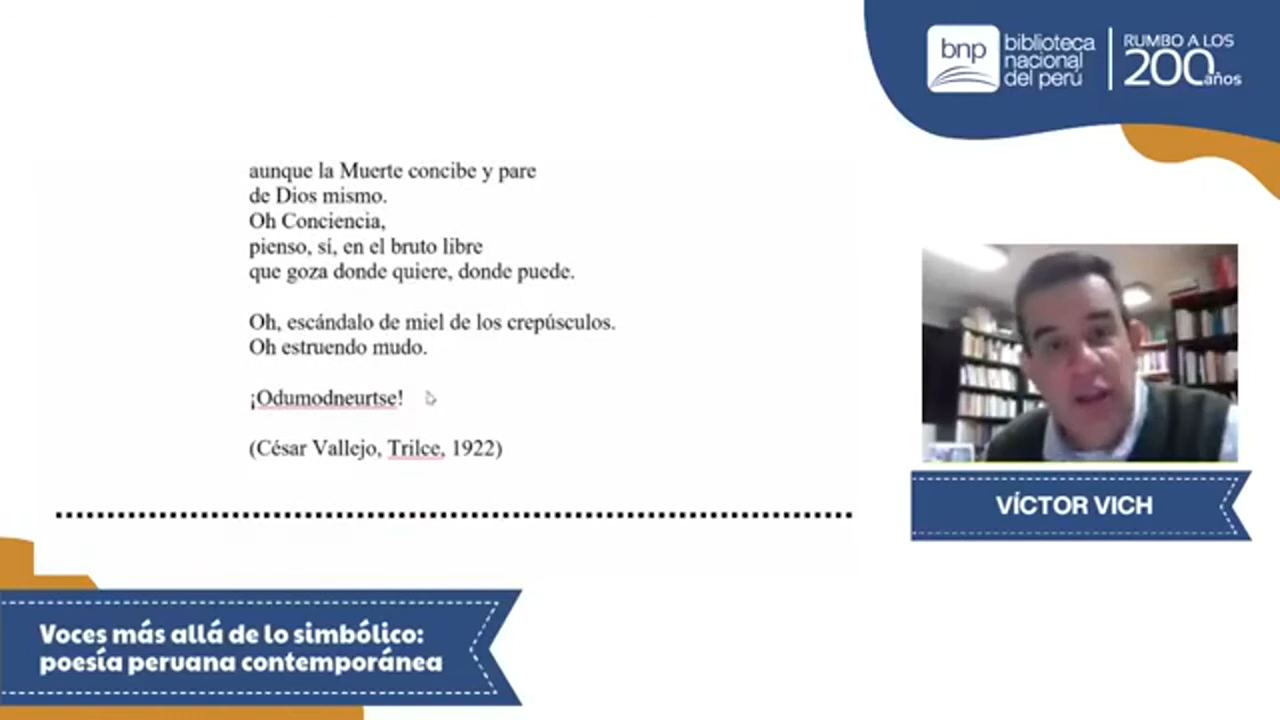 bnp
biblioteca
nacional
del perú
RUMBO A LOS
200 años
aunque la Muerte concibe y pare
de Dios mismo.
Oh Conciencia,
pienso, sí, en el bruto libre
que goza donde quiere, donde puede.
Oh, escándalo de miel de los crepúsculos.
Oh estruendo mudo.
¡Odumodneurtse!
(César Vallejo, Trilce, 1922)
VÍCTOR VICH
Voces más allá de lo simbólico:
poesía peruana contemporánea